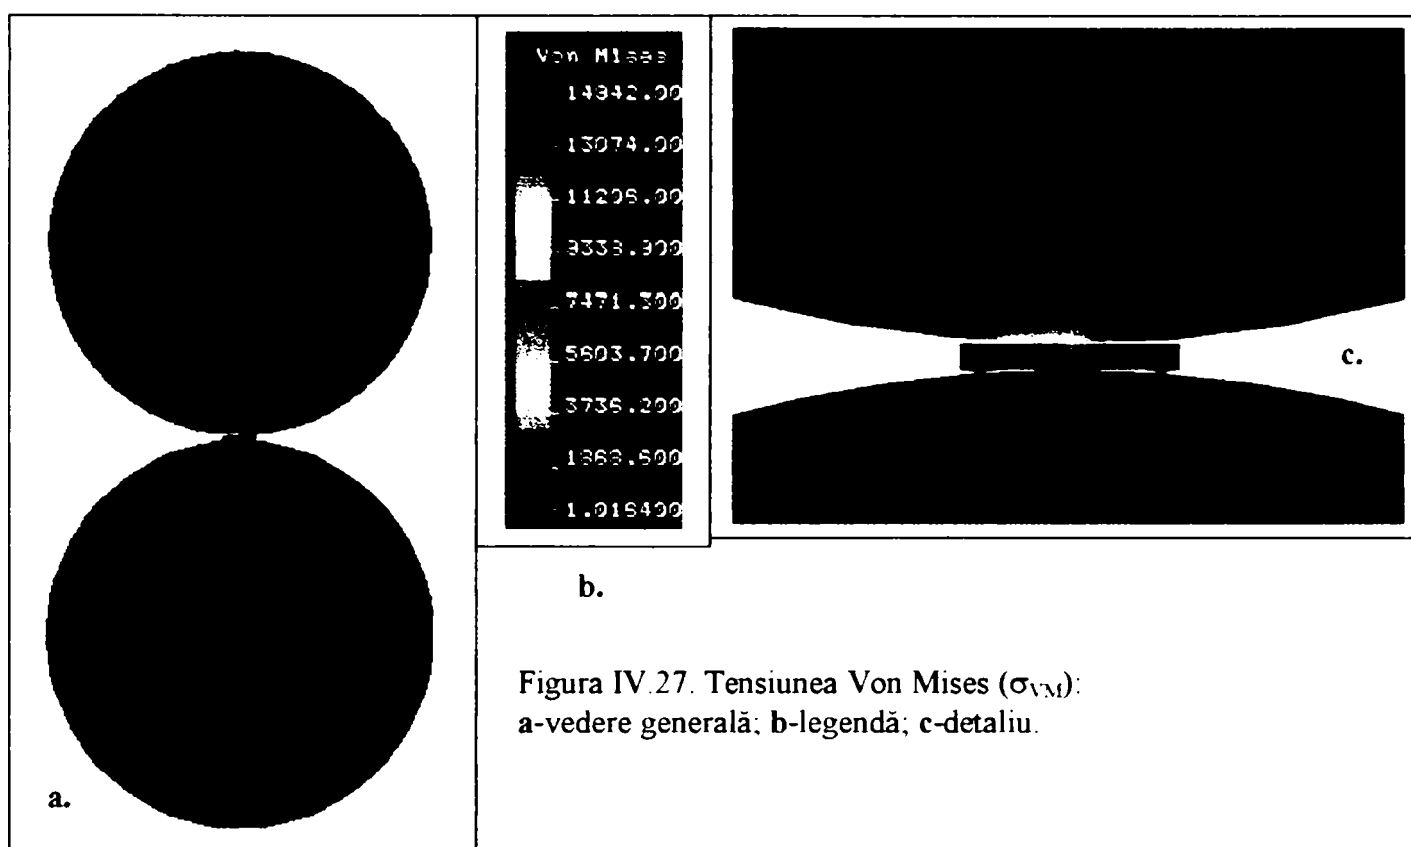 Von Mises
14942.00
13074.00
11206.00
9338.900
7471.300
5603.700
3736.200
1868.600
1.016400
c.
b.
Figura IV.27. Tensiunea Von Mises (σVM):
a-vedere generală; b-legendă; c-detaliu.
a.